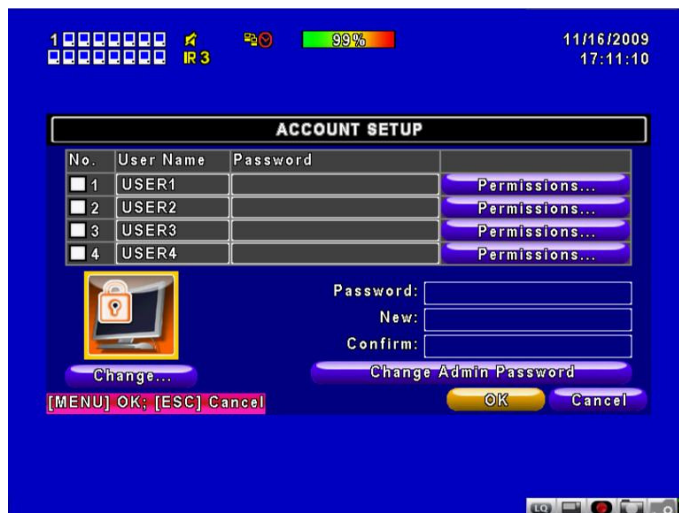 1 99% 11/16/2009
IR 3 17:11:10
ACCOUNT SETUP
No. User Name Password
1 USER1 Permissions...
2 USER2 Permissions...
3 USER3 Permissions...
4 USER4 Permissions...
Password:
New:
Confirm:
Change... Change Admin Password
[MENU] OK; [ESC] Cancel OK Cancel
LQ